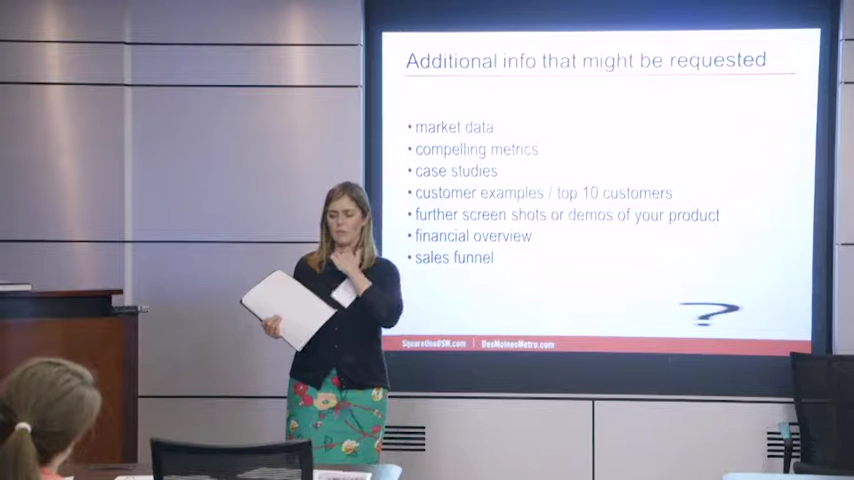 Additional info that might be requested
• market data
• compelling metrics
• case studies
• customer examples / top 10 customers
• further screen shots or demos of your product
• financial overview
• sales funnel
?
SquareOneDSM.com | DesMoinesMetro.com